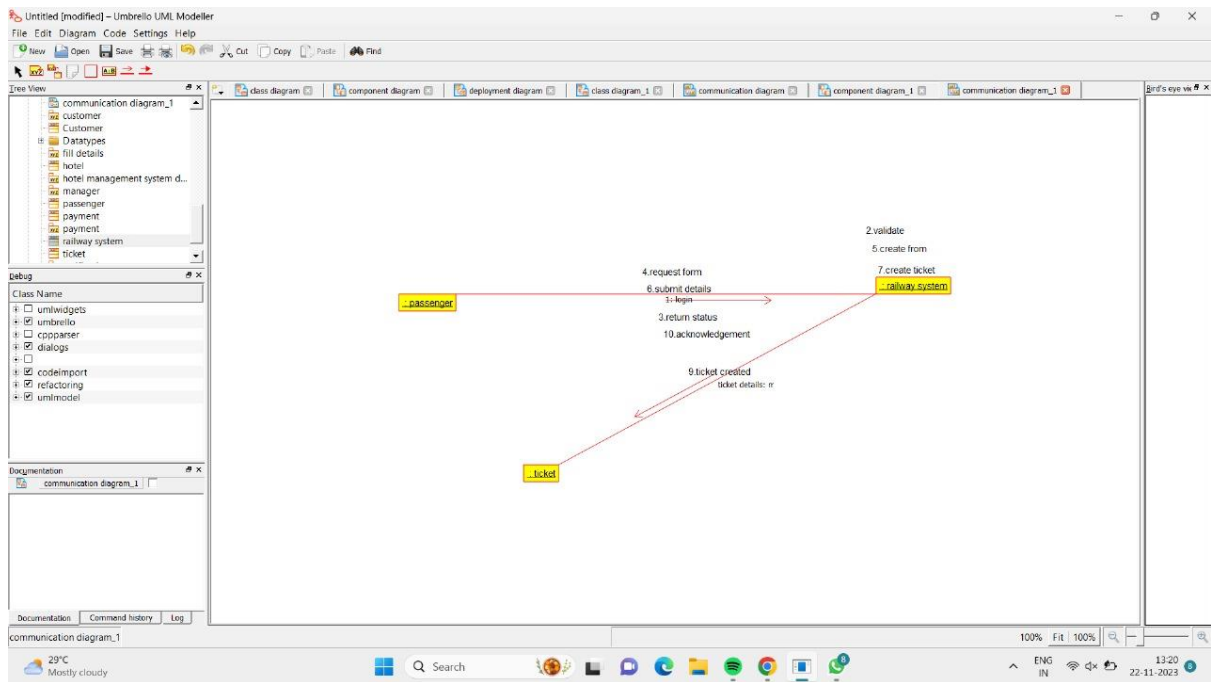 Untitled [modified] – Umbrello UML Modeller
File Edit Diagram Code Settings Help
New Open Save Cut Copy Paste Find
Tree View
class diagram
component diagram
deployment diagram
class diagram_1
communication diagram
component diagram_1
communication diagram_1
Bird's eye vie
communication diagram_1
customer
Customer
Datatypes
fill details
hotel
hotel management system d...
manager
passenger
payment
payment
railway system
ticket
Debug
Class Name
umlwidgets
umbrello
cppparser
dialogs
codeimport
refactoring
umlmodel
Documentation
communication diagram_1
Documentation Command history Log
2.validate
5.create from
7.create ticket
: railway system
4.request form
6.submit details
1: login
: passenger
3.return status
10.acknowledgement
9.ticket created
ticket details: m
: ticket
communication diagram_1
100% Fit 100%
29°C
Mostly cloudy
Search
ENG
IN
13:20
22-11-2023
8